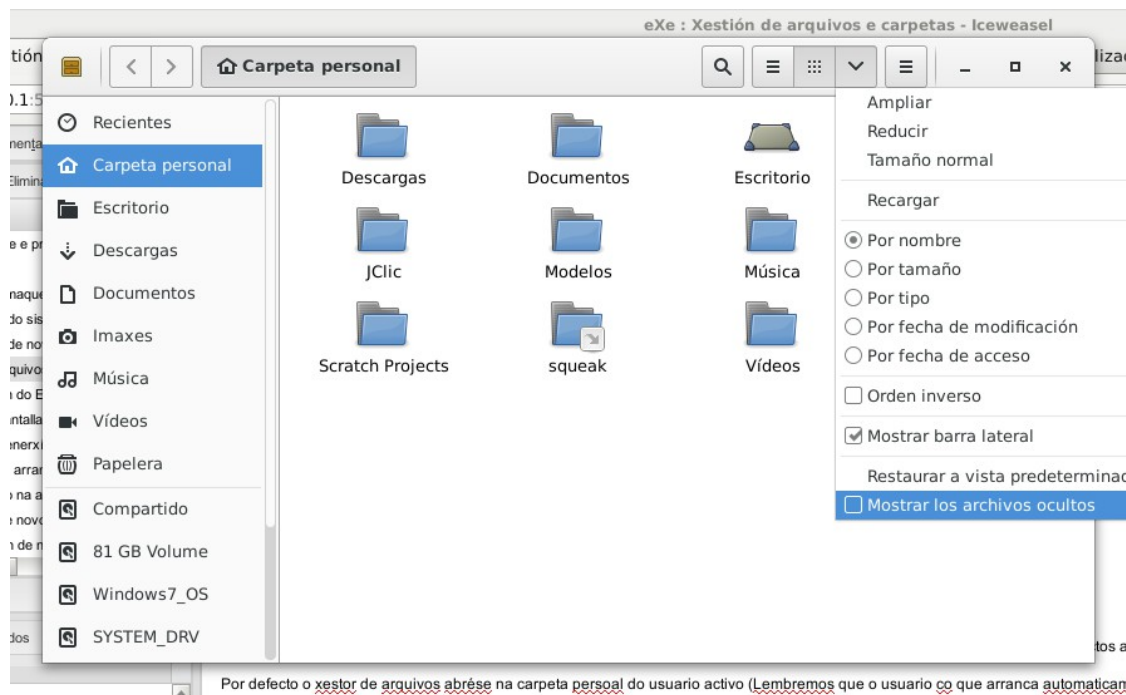 eXe : Xestión de arquivos e carpetas - Iceweasel
Carpeta personal
Recientes
Carpeta personal
Escritorio
Descargas
Documentos
Imaxes
Música
Vídeos
Papelera
Compartido
81 GB Volume
Windows7_OS
SYSTEM_DRV
Descargas
Documentos
Escritorio
JClic
Modelos
Música
Scratch Projects
squeak
Vídeos
Ampliar
Reducir
Tamaño normal
Recargar
Por nombre
Por tamaño
Por tipo
Por fecha de modificación
Por fecha de acceso
Orden inverso
Mostrar barra lateral
Restaurar a vista predeterminad
Mostrar los archivos ocultos
Por defecto o xestor de arquivos abrése na carpeta persoal do usuario activo (Lembremos que o usuario co que arranca automaticam